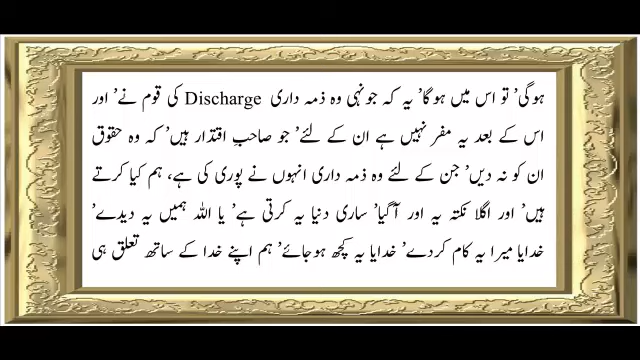 ہوگی’ تو اس میں ہوگا’ یہ کہ جونہی وہ ذمہ داری Discharge کی قوم نے’ اور
اس کے بعد یہ مفر نہیں ہے ان کے لئے’ جو صاحبِ اقتدار ہیں’ کہ وہ حقوق
ان کو نہ دیں’ جن کے لئے وہ ذمہ داری انہوں نے پوری کی ہے، ہم کیا کرتے
ہیں’ اور اگلا نکتہ یہ اور آگیا’ ساری دنیا یہ کرتی ہے’ یا اللہ ہمیں یہ دیدے’
خدایا میرا یہ کام کردے’ خدایا یہ کچھ ہوجائے’ ہم اپنے خدا کے ساتھ تعلق ہی